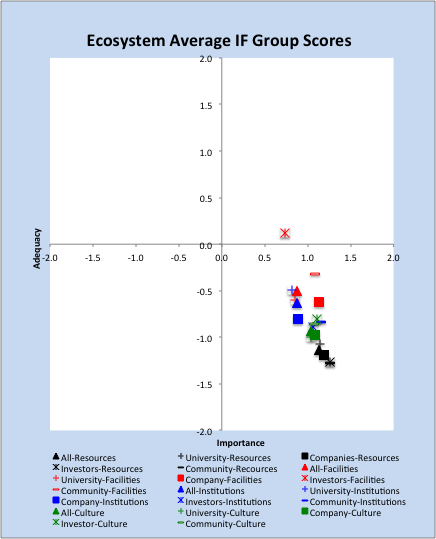 Ecosystem Average IF Group Scores
2.0
1.5
1.0
0.5
0.0
-2.0 -1.5 -1.0 -0.5 0.0 0.5 1.0 1.5 2.0
-0.5
-1.0
-1.5
-2.0
Adequacy
Importance
All-Resources University-Resources Companies-Resources
Investors-Resources Community-Recources All-Facilities
University-Facilities Company-Facilities Investors-Facilities
Community-Facilities All-Institutions University-Institutions
Company-Institutions Investors-Institutions Community-Institutions
All-Culture University-Culture Company-Culture
Investor-Culture Community-Culture